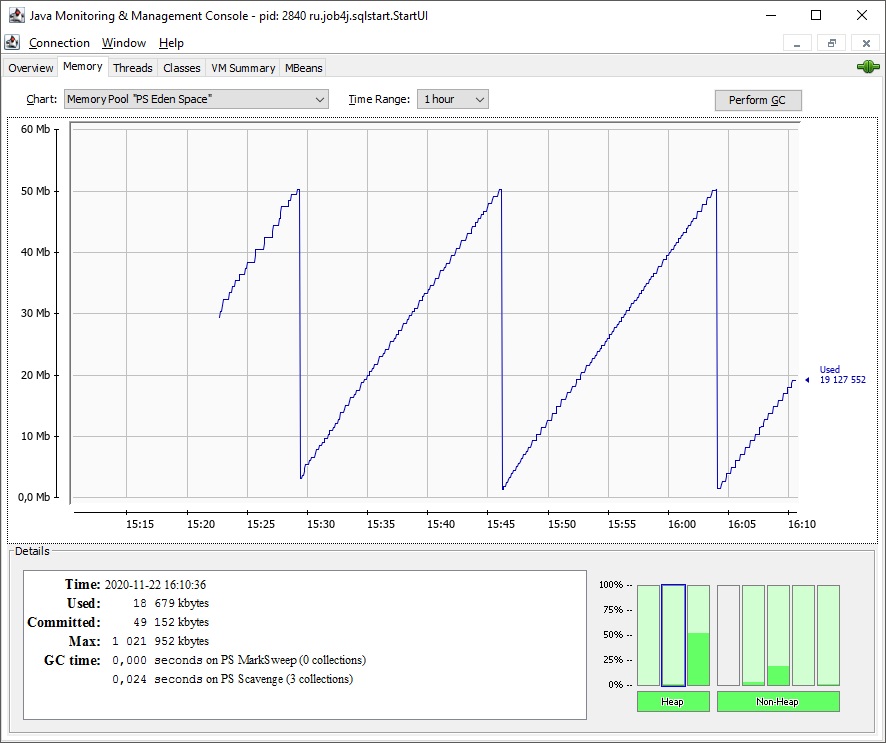 Java Monitoring & Management Console - pid: 2840 ru.job4j.sqlstart.StartUI
Connection Window Help
Overview Memory Threads Classes VM Summary MBeans
Chart: Memory Pool "PS Eden Space" Time Range: 1 hour Perform GC
60 Mb
50 Mb
40 Mb
30 Mb
20 Mb
10 Mb
0,0 Mb
Used
19 127 552
15:15 15:20 15:25 15:30 15:35 15:40 15:45 15:50 15:55 16:00 16:05 16:10
Details
Time: 2020-11-22 16:10:36
Used: 18 679 kbytes
Committed: 49 152 kbytes
Max: 1 021 952 kbytes
GC time: 0,000 seconds on PS MarkSweep (0 collections)
0,024 seconds on PS Scavenge (3 collections)
100% --
75% --
50% --
25% --
0% --
Heap Non-Heap